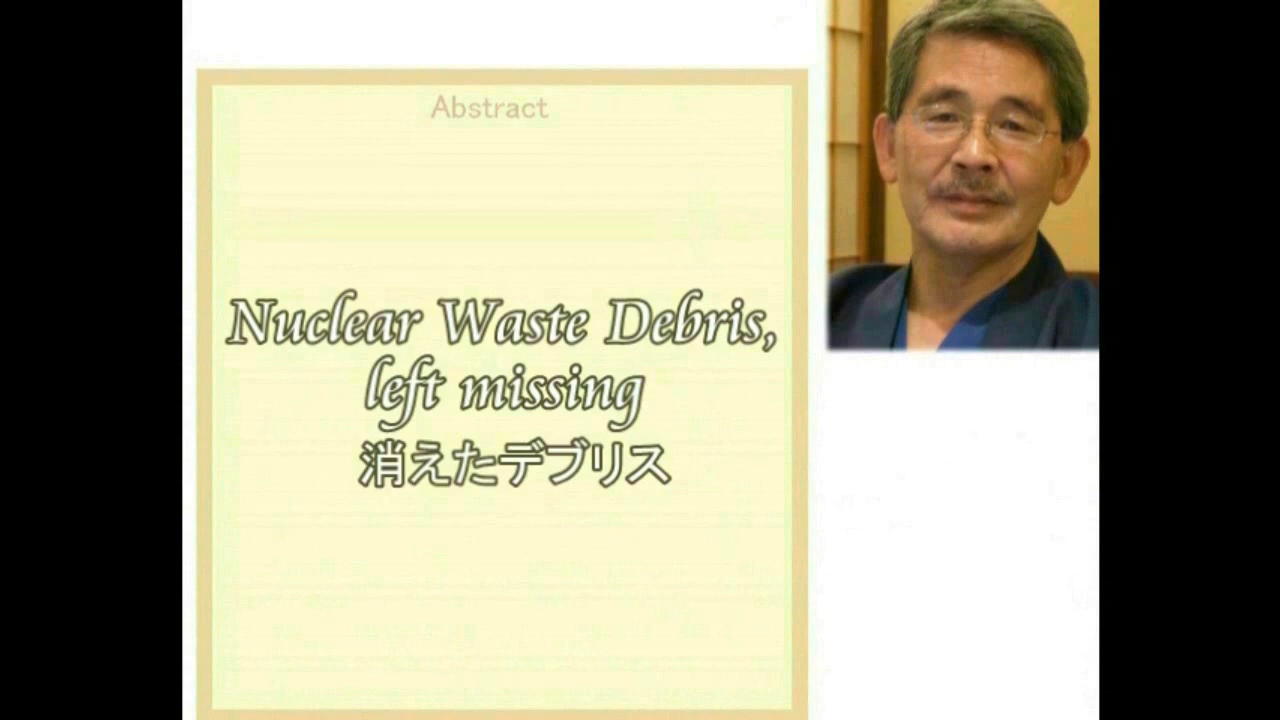 Abstract
Nuclear Waste Debris,
left missing
消えたデブリス